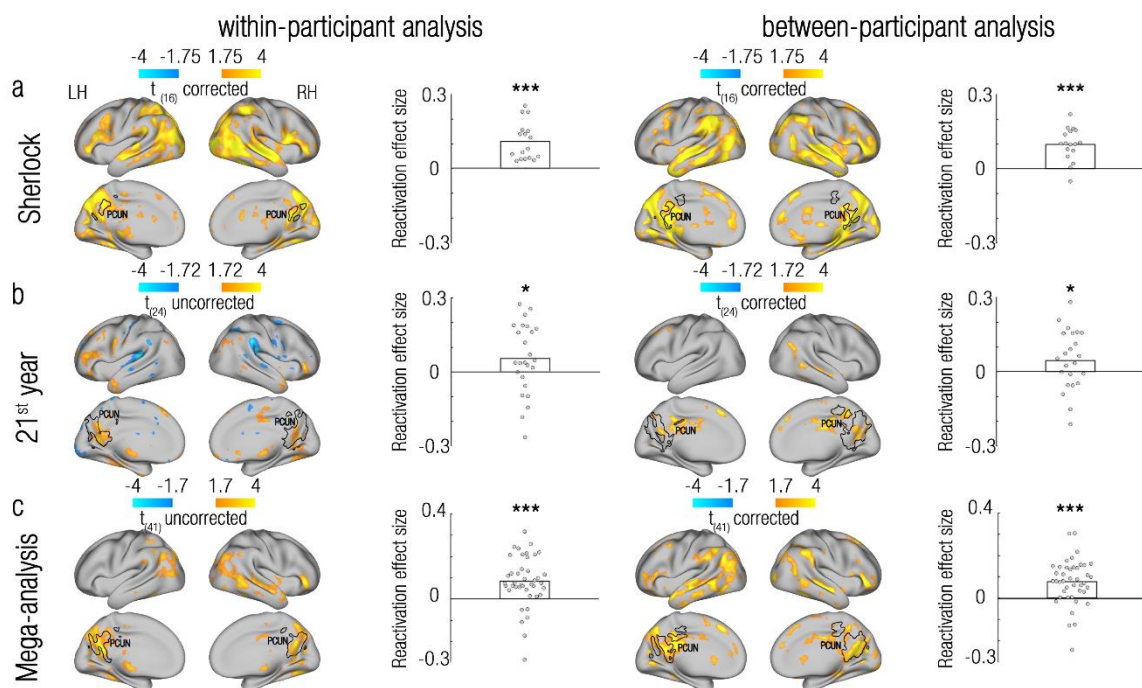 within-participant analysis
between-participant analysis
a
Sherlock
-4 -1.75 1.75 4
t(16) corrected
LH
RH
PCUN
PCUN
Reactivation effect size
0.3
0
-0.3
***
-4 -1.75 1.75 4
t(16) corrected
PCUN
PCUN
Reactivation effect size
0.3
0
-0.3
***
b
21st year
-4 -1.72 1.72 4
t(24) uncorrected
PCUN
PCUN
Reactivation effect size
0.3
0
-0.3
*
-4 -1.72 1.72 4
t(24) corrected
PCUN
PCUN
Reactivation effect size
0.3
0
-0.3
*
c
Mega-analysis
-4 -1.7 1.7 4
t(41) uncorrected
PCUN
PCUN
Reactivation effect size
0.4
0
-0.3
***
-4 -1.7 1.7 4
t(41) corrected
PCUN
PCUN
Reactivation effect size
0.4
0
-0.3
***